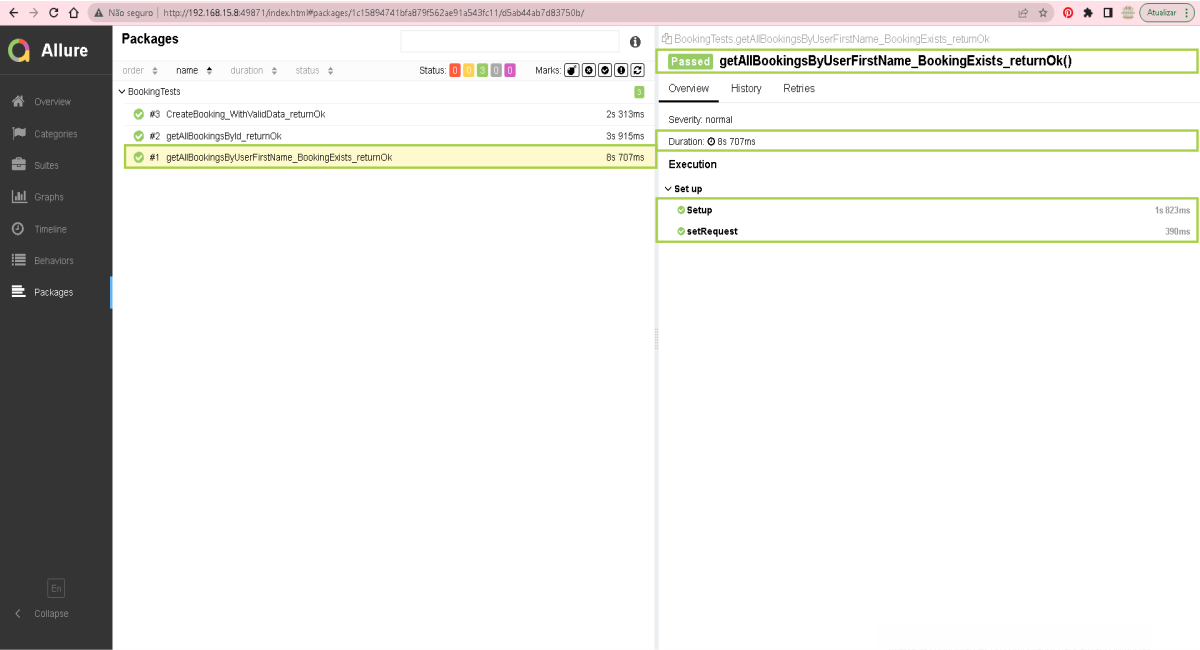 Não seguro | http://192.168.15.8:49871/index.html#packages/1c15894741bfa879f562ae91a543fc11/d5ab44ab7d83750b/
Atualizar
Allure
Overview
Categories
Suites
Graphs
Timeline
Behaviors
Packages
En
Collapse
Packages
order name duration status Status: 0 0 3 0 0 Marks:
BookingTests 3
#3 CreateBooking_WithValidData_returnOk 2s 313ms
#2 getAllBookingsById_returnOk 3s 915ms
#1 getAllBookingsByUserFirstName_BookingExists_returnOk 8s 707ms
BookingTests.getAllBookingsByUserFirstName_BookingExists_returnOk
Passed getAllBookingsByUserFirstName_BookingExists_returnOk()
Overview History Retries
Severity: normal
Duration: 8s 707ms
Execution
Set up
Setup 1s 823ms
setRequest 390ms